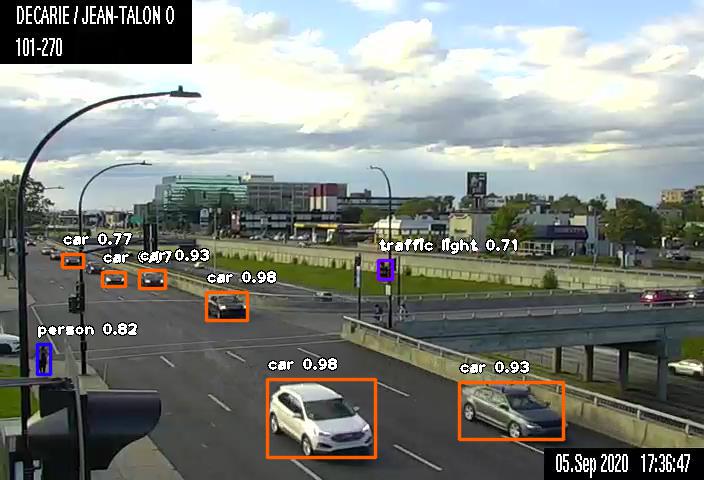 DECARIE / JEAN-TALON O
101-270
car 0.77
car 0.93
car
car 0.98
traffic light 0.71
person 0.82
car 0.98
car 0.93
05.Sep 2020 17:36:47